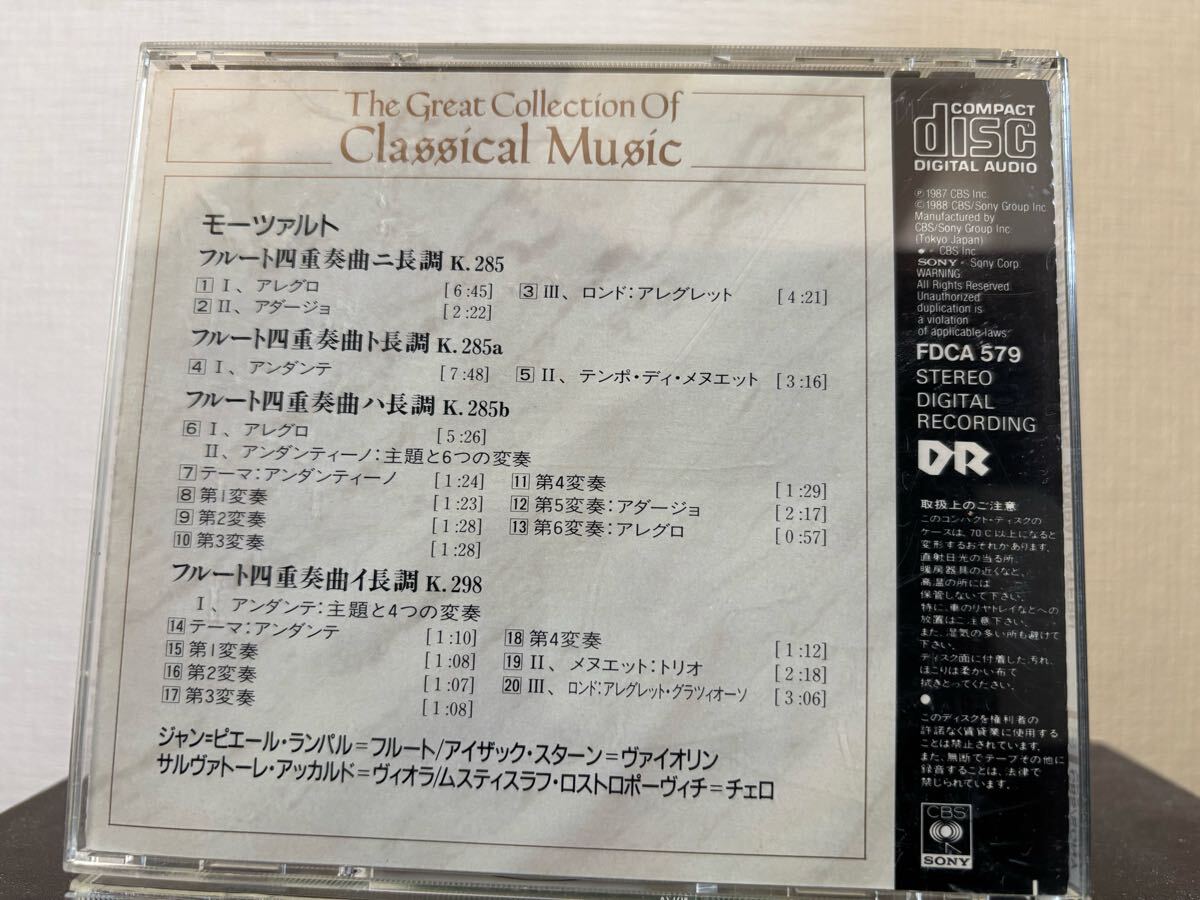 The Great Collection Of
Classical Music
モーツァルト
フルート四重奏曲ニ長調 K.285
1 I、アレグロ [6:45]
2 II、アダージョ [2:22]
3 III、ロンド:アレグレット [4:21]
フルート四重奏曲ト長調 K.285a
4 I、アンダンテ [7:48]
5 II、テンポ・ディ・メヌエット [3:16]
フルート四重奏曲ハ長調 K.285b
6 I、アレグロ [5:26]
II、アンダンティーノ:主題と6つの変奏
7 テーマ:アンダンティーノ [1:24]
8 第1変奏 [1:23]
9 第2変奏 [1:28]
10 第3変奏 [1:28]
11 第4変奏 [1:29]
12 第5変奏:アダージョ [2:17]
13 第6変奏:アレグロ [0:57]
フルート四重奏曲イ長調 K.298
I、アンダンテ:主題と4つの変奏
14 テーマ:アンダンテ [1:10]
15 第1変奏 [1:08]
16 第2変奏 [1:07]
17 第3変奏 [1:08]
18 第4変奏 [1:12]
19 II、メヌエット:トリオ [2:18]
20 III、ロンド:アレグレット・グラツィオーソ [3:06]
ジャン=ピエール・ランパル=フルート/アイザック・スターン=ヴァイオリン
サルヴァトーレ・アッカルド=ヴィオラ/ムスティスラフ・ロストロポーヴィチ=チェロ
COMPACT
disc
DIGITAL AUDIO
℗ 1987 CBS Inc.
© 1988 CBS/Sony Group Inc.
Manufactured by
CBS/Sony Group Inc.
(Tokyo Japan)
CBS Inc.
SONY Sony Corp.
WARNING:
All Rights Reserved.
Unauthorized
duplication is
a violation
of applicable laws.
FDCA 579
STEREO
DIGITAL
RECORDING
DR
取扱上のご注意
このコンパクト・ディスクの
ケースは、70℃以上になると
変形するおそれがあります。
直射日光の当る所、
暖房器具の近くなど、
高温の所には
保管しないで下さい。
特に、車のリヤトレイなどへの
放置はご注意下さい。
また、湿気の多い所も避けて
下さい。
ディスク面に付着した汚れ、
ほこりは柔かい布で
拭きとってください。
●
このディスクを権利者の
許諾なく賃貸業に使用する
ことは禁止されています。
また、無断でテープその他に
録音することは、法律で
禁じられています。
CBS
SONY